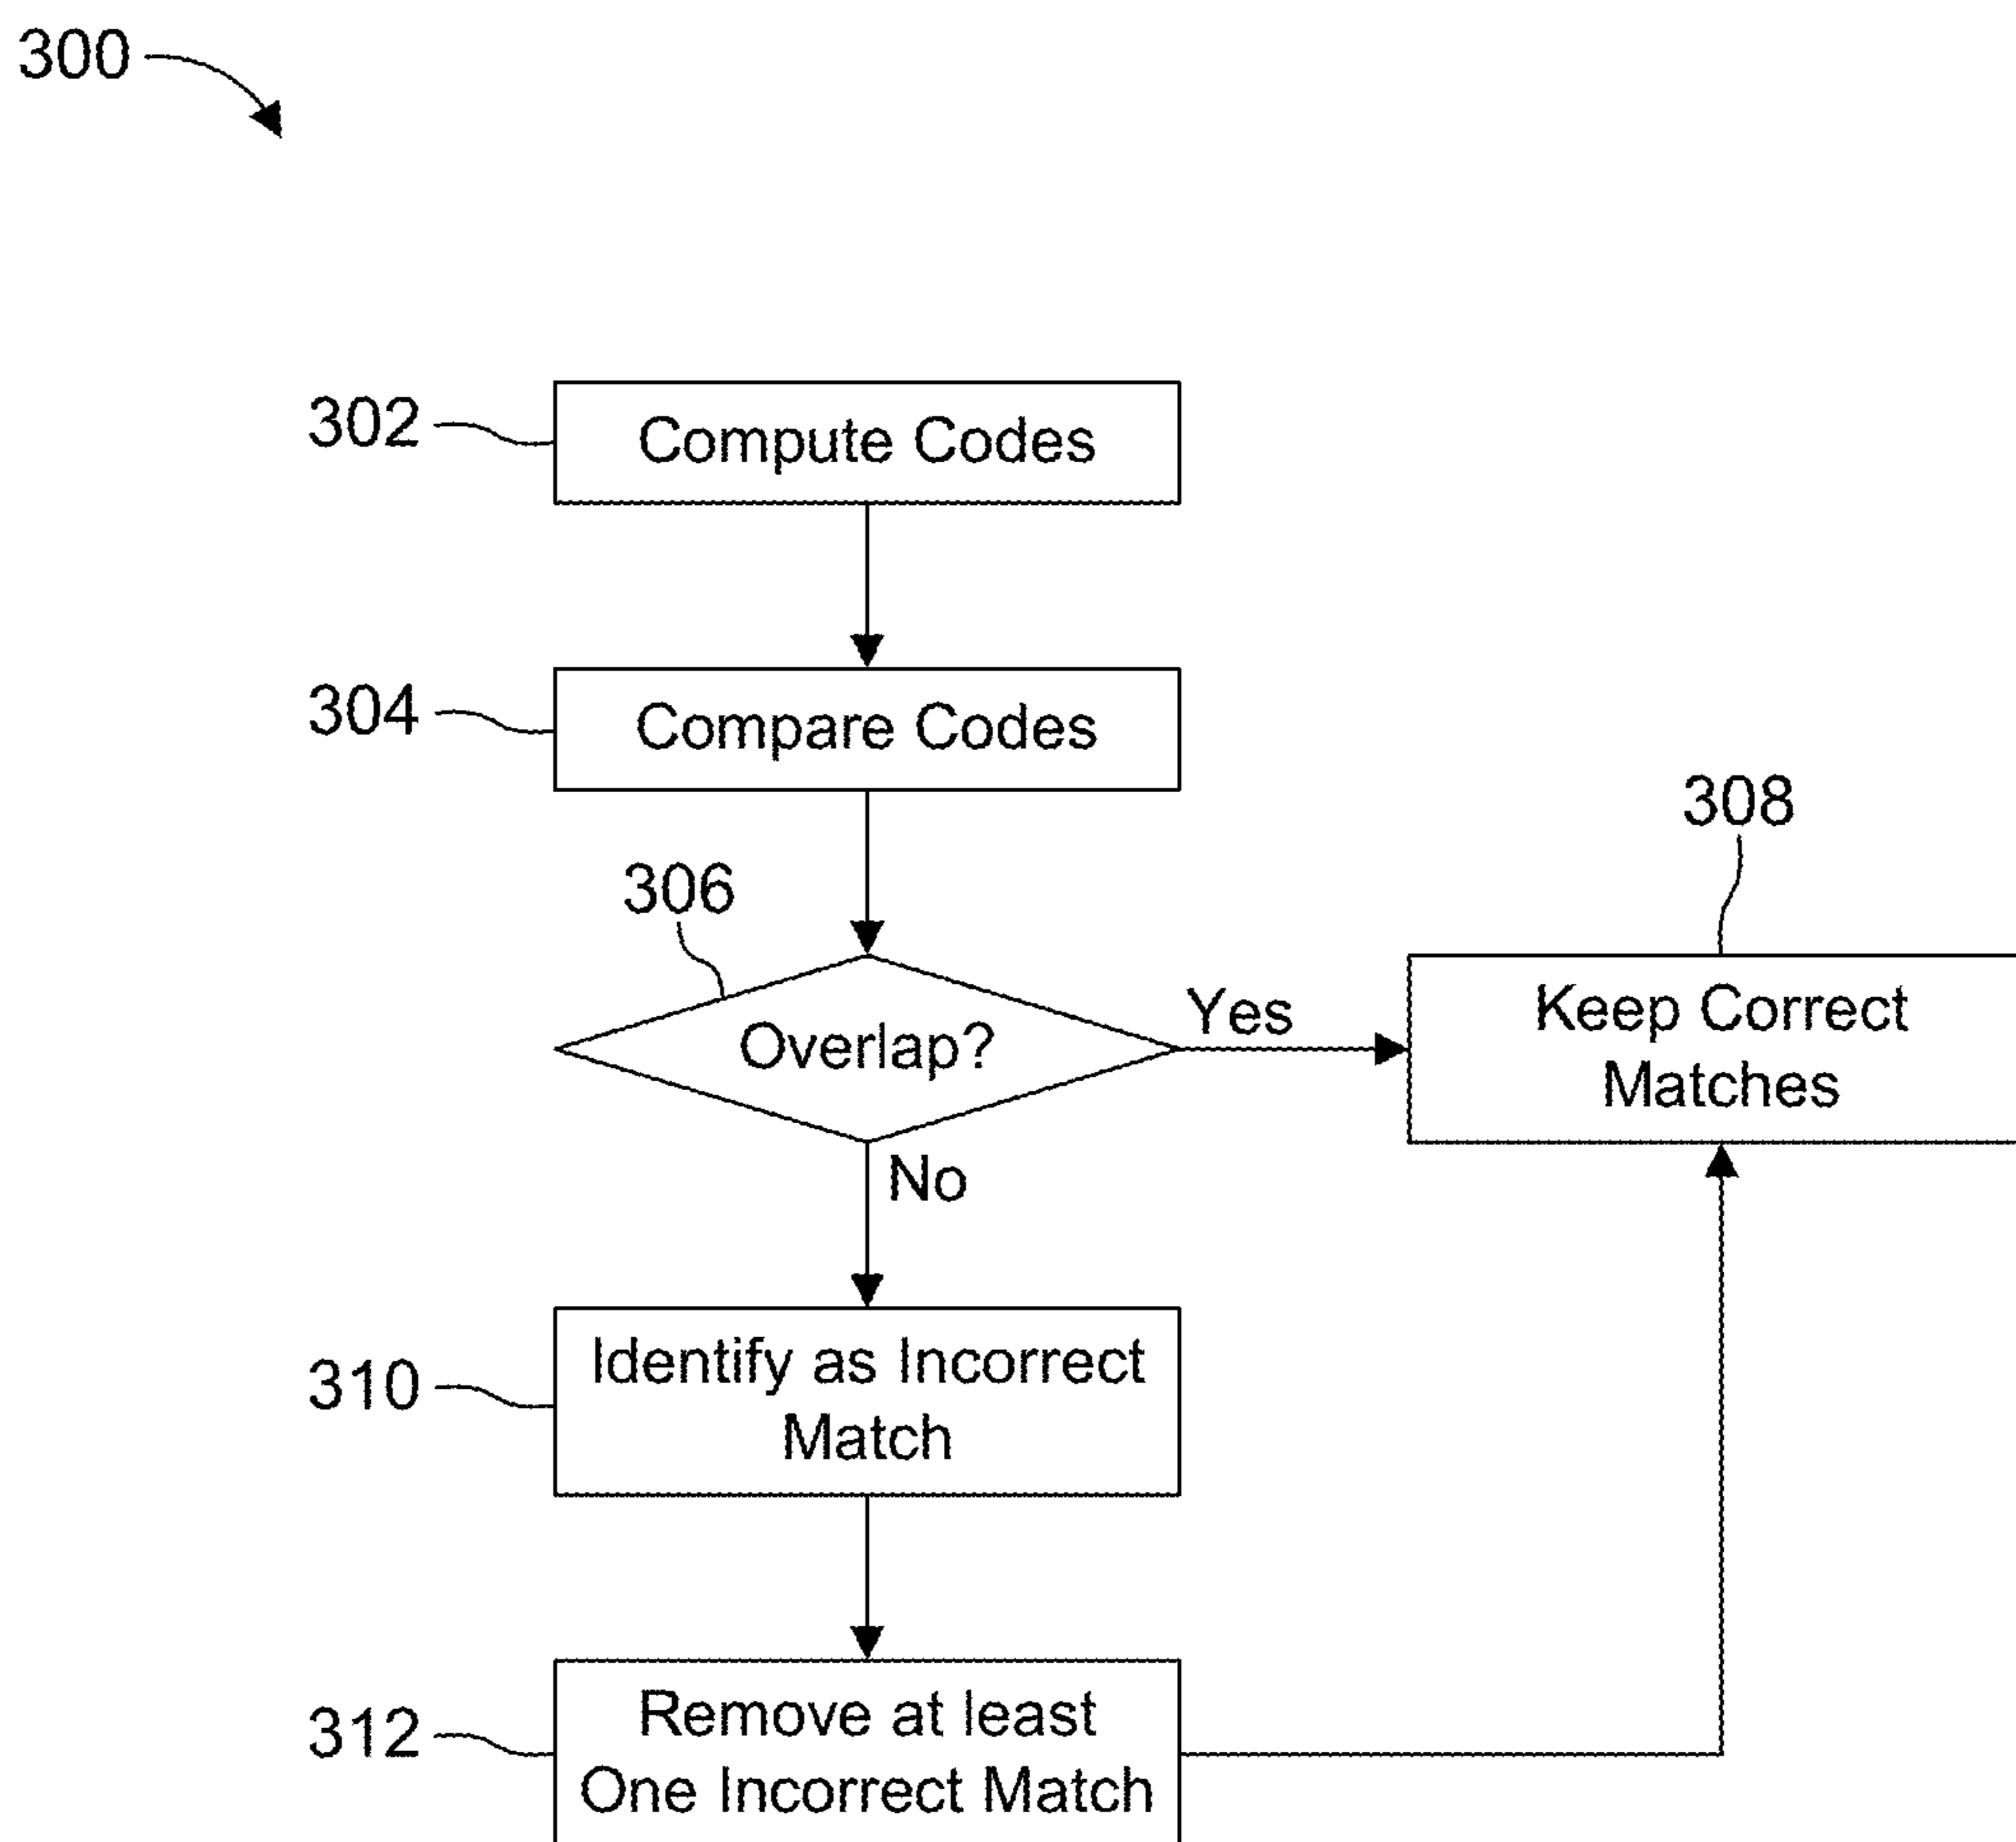 300
302
Compute Codes
304
Compare Codes
306
Overlap?
Yes
308
Keep Correct
Matches
No
310
Identify as Incorrect
Match
312
Remove at least
One Incorrect Match